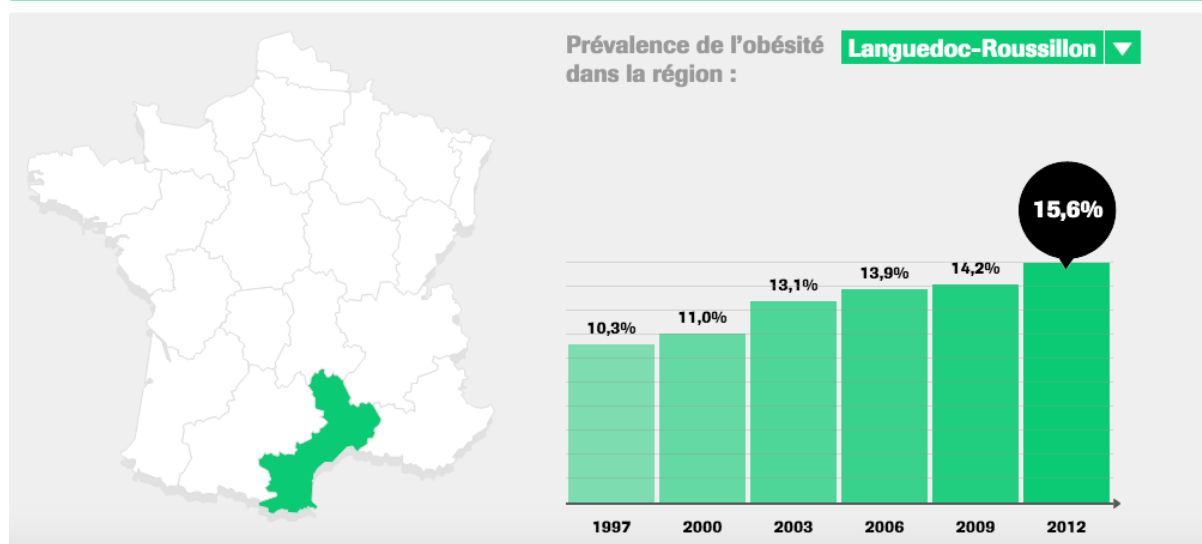 Prévalence de l’obésité
dans la région :
Languedoc-Roussillon
15,6%
14,2%
13,9%
13,1%
11,0%
10,3%
1997 2000 2003 2006 2009 2012